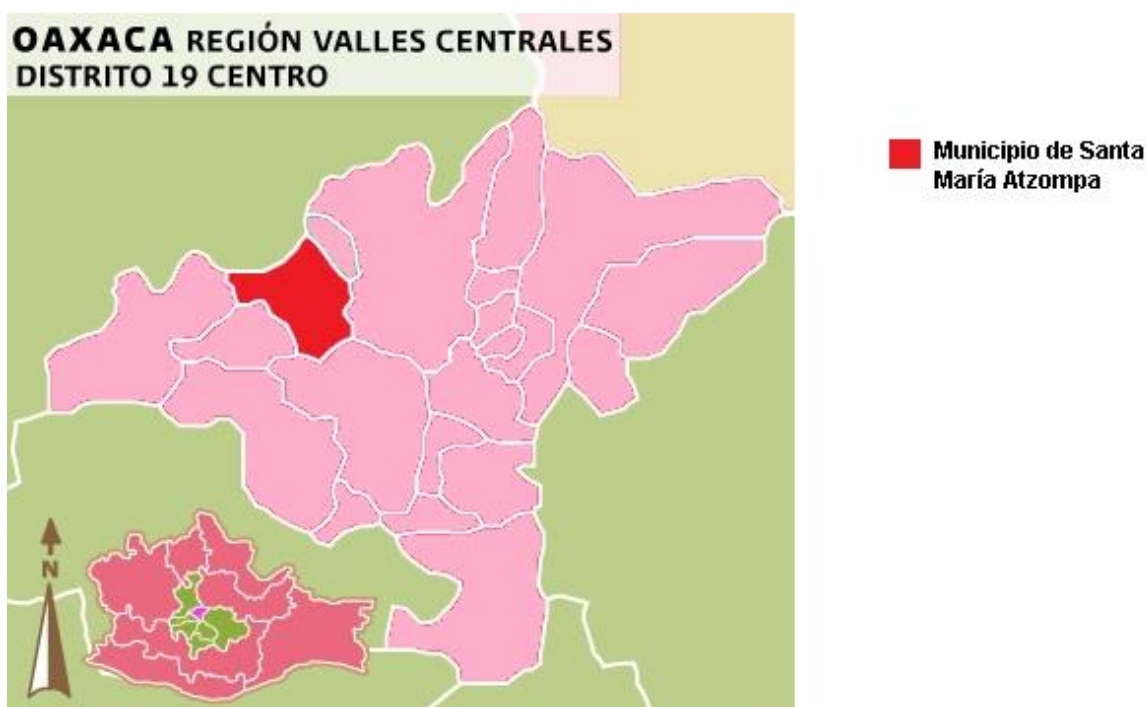 OAXACA REGIÓN VALLES CENTRALES
DISTRITO 19 CENTRO
Municipio de Santa
María Atzompa
N